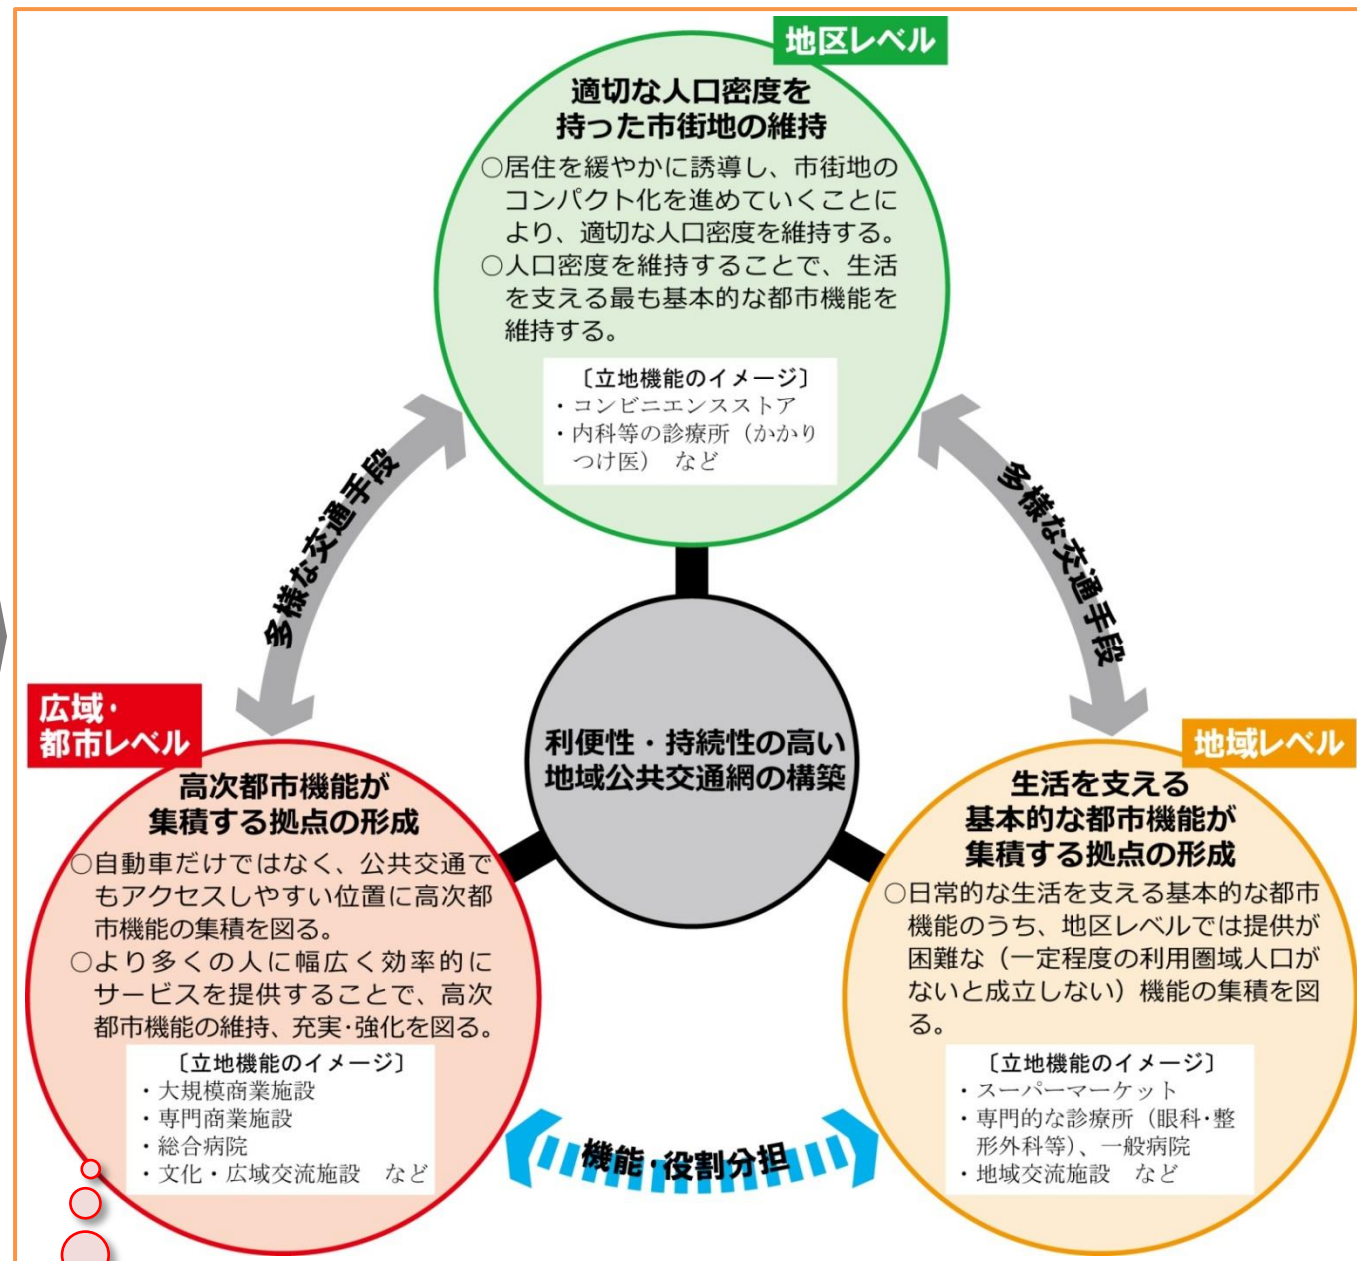 地区レベル
適切な人口密度を
持った市街地の維持
○居住を緩やかに誘導し、市街地の
コンパクト化を進めていくことに
より、適切な人口密度を維持する。
○人口密度を維持することで、生活
を支える最も基本的な都市機能を
維持する。
〔立地機能のイメージ〕
・コンビニエンスストア
・内科等の診療所（かかり
つけ医）　など
多様な交通手段
多様な交通手段
利便性・持続性の高い
地域公共交通網の構築
広域・
都市レベル
高次都市機能が
集積する拠点の形成
○自動車だけではなく、公共交通で
もアクセスしやすい位置に高次都
市機能の集積を図る。
○より多くの人に幅広く効率的に
サービスを提供することで、高次
都市機能の維持、充実･強化を図る。
〔立地機能のイメージ〕
・大規模商業施設
・専門商業施設
・総合病院
・文化・広域交流施設　など
地域レベル
生活を支える
基本的な都市機能が
集積する拠点の形成
○日常的な生活を支える基本的な都市
機能のうち、地区レベルでは提供が
困難な（一定程度の利用圏域人口が
ないと成立しない）機能の集積を図
る。
〔立地機能のイメージ〕
・スーパーマーケット
・専門的な診療所（眼科･整
形外科等）、一般病院
・地域交流施設　など
機能・役割分担